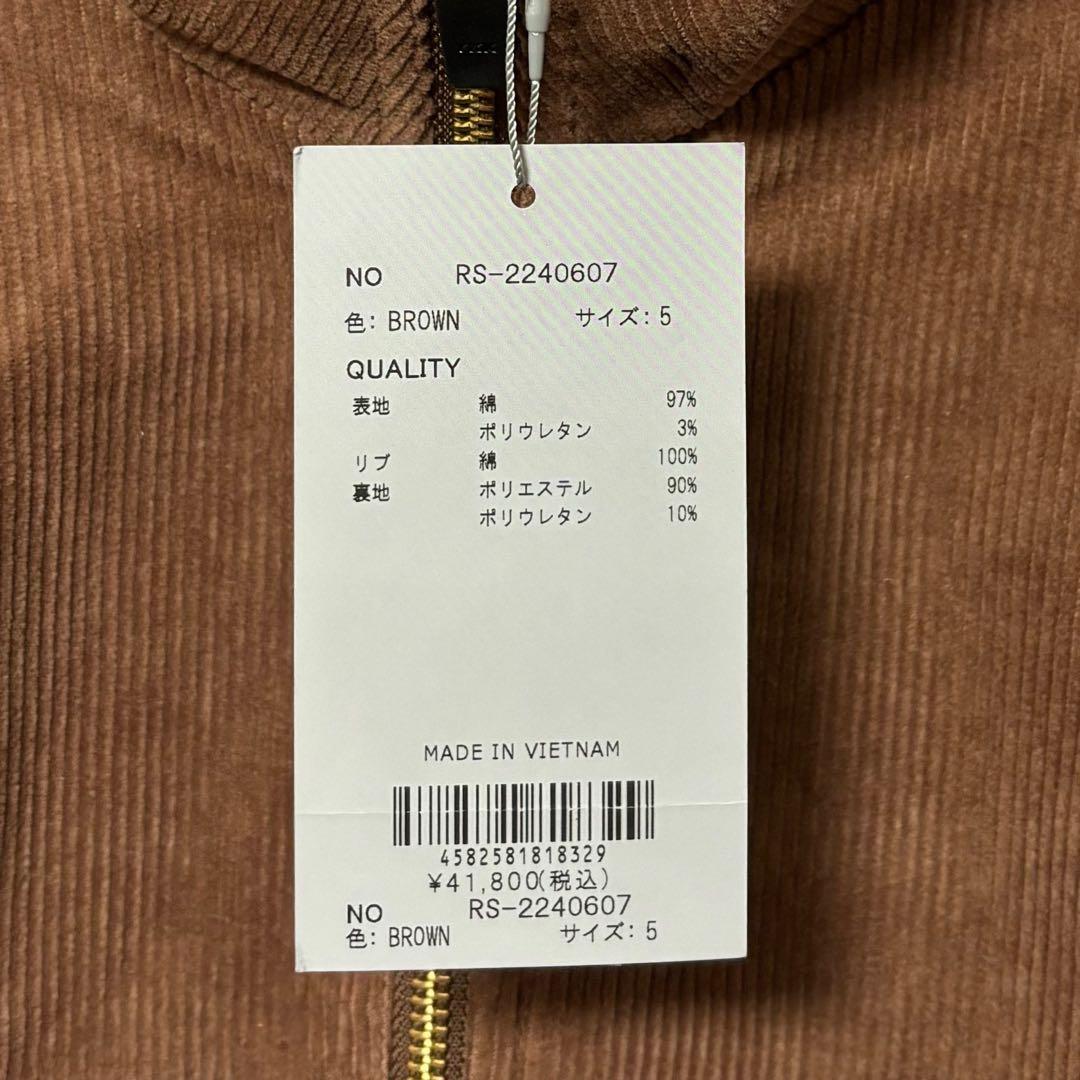 NO RS-2240607
色: BROWN サイズ: 5
QUALITY
表地 綿 97%
ポリウレタン 3%
リブ 綿 100%
裏地 ポリエステル 90%
ポリウレタン 10%
MADE IN VIETNAM
4582581818329
¥41,800(税込)
NO RS-2240607
色: BROWN サイズ: 5